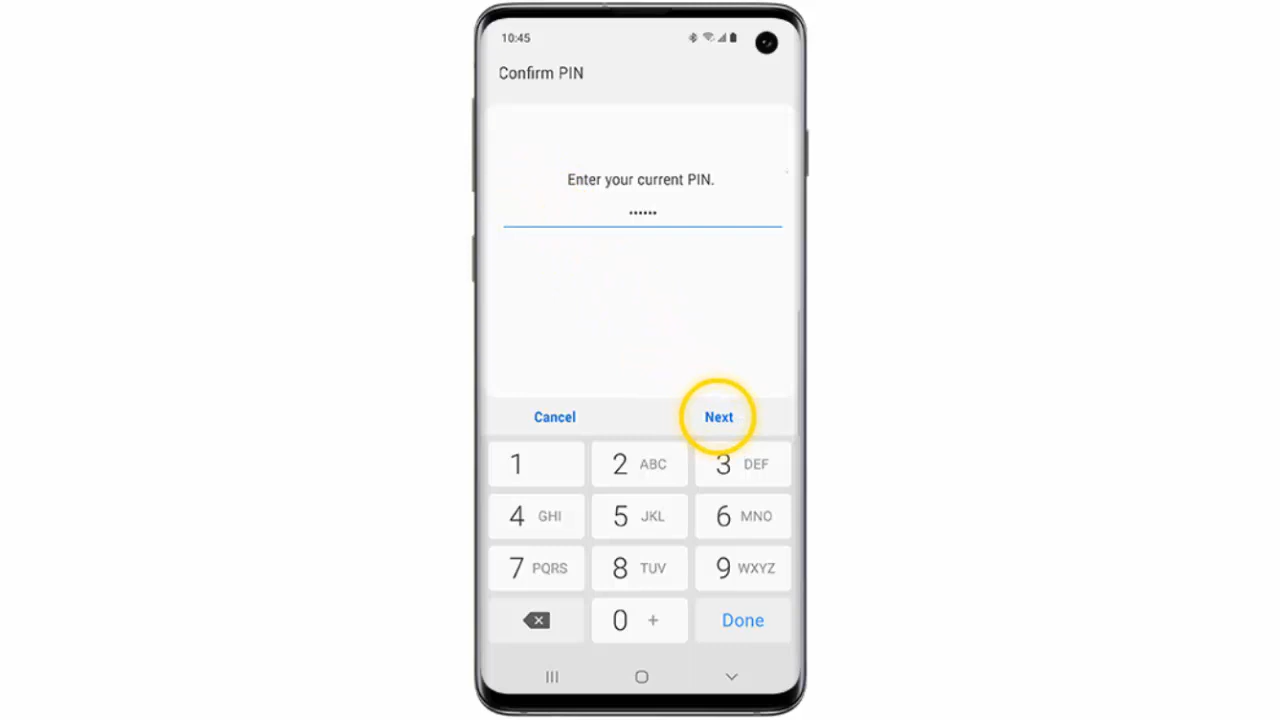 10:45
Confirm PIN
Enter your current PIN.
••••••
Cancel Next
1 2 ABC 3 DEF
4 GHI 5 JKL 6 MNO
7 PQRS 8 TUV 9 WXYZ
0 + Done